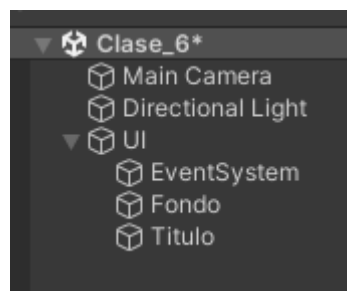 Clase_6*
Main Camera
Directional Light
UI
EventSystem
Fondo
Titulo